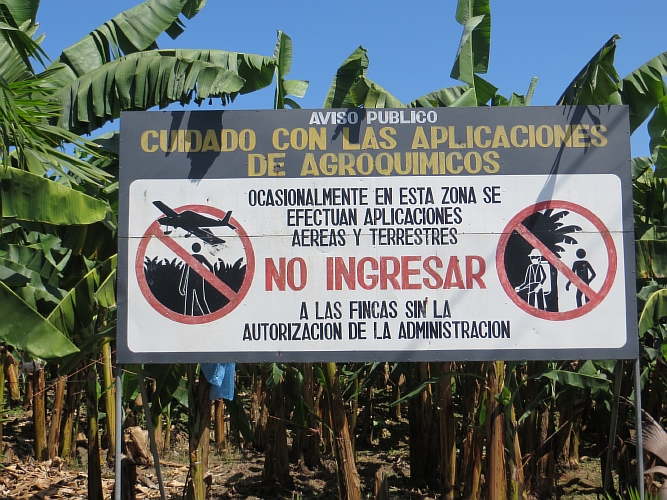 AVISO PUBLICO
CUIDADO CON LAS APLICACIONES
DE AGROQUIMICOS
OCASIONALMENTE EN ESTA ZONA SE
EFECTUAN APLICACIONES
AEREAS Y TERRESTRES
NO INGRESAR
A LAS FINCAS SIN LA
AUTORIZACION DE LA ADMINISTRACION